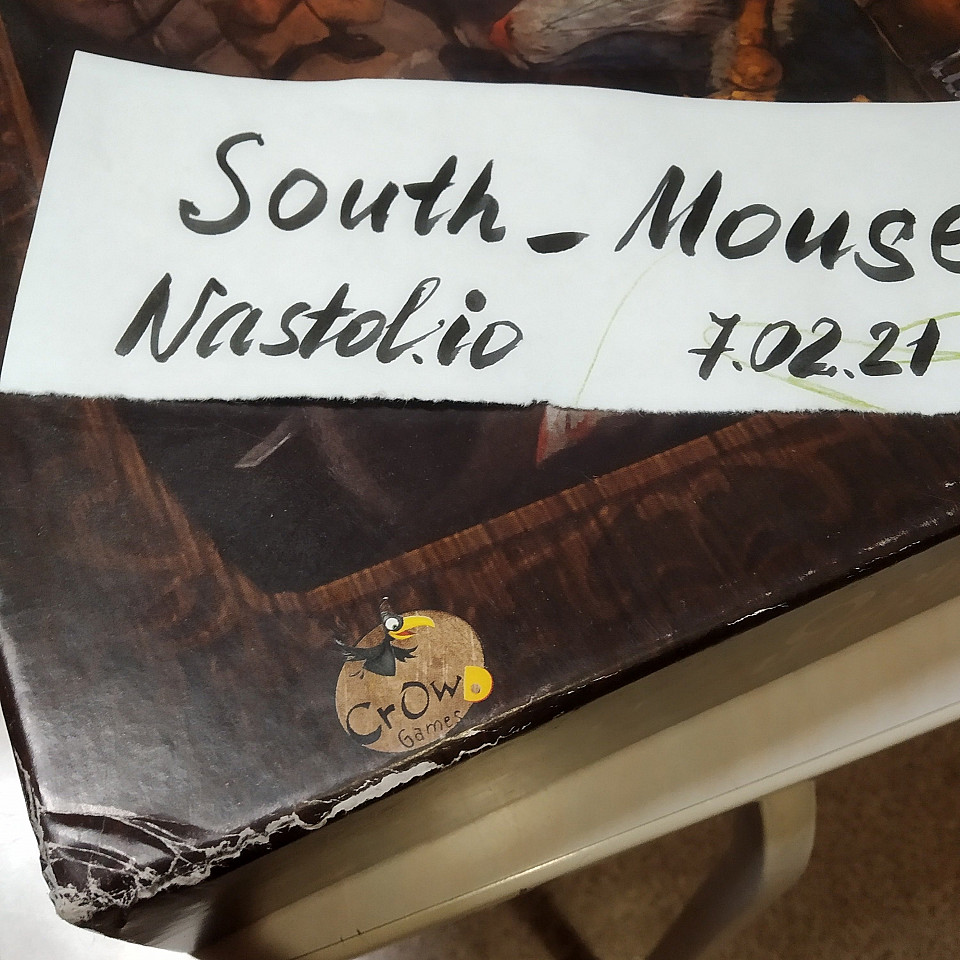 South_Mouse
Nastol.io 7.02.21
CrOwD
Games